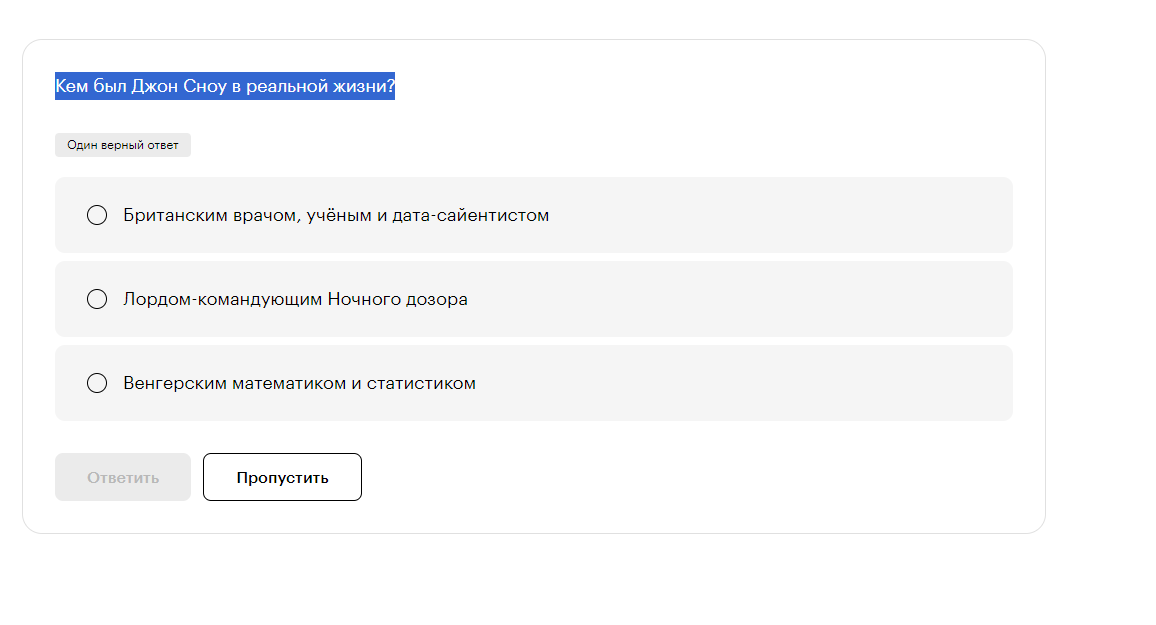 Кем был Джон Сноу в реальной жизни?
Один верный ответ
Британским врачом, учёным и дата-сайентистом
Лордом-командующим Ночного дозора
Венгерским математиком и статистиком
Ответить
Пропустить